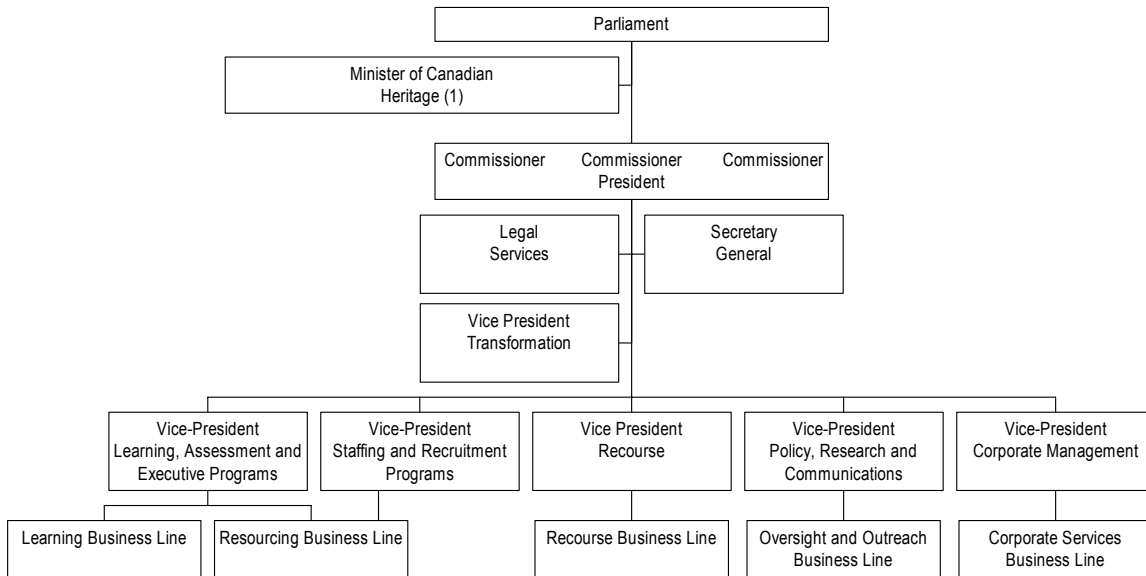 Parliament
Minister of Canadian
Heritage (1)
Commissioner Commissioner Commissioner
President
Legal
Services
Secretary
General
Vice President
Transformation
Vice-President
Learning, Assessment and
Executive Programs
Vice-President
Staffing and Recruitment
Programs
Vice President
Recourse
Vice-President
Policy, Research and
Communications
Vice-President
Corporate Management
Learning Business Line
Resourcing Business Line
Recourse Business Line
Oversight and Outreach
Business Line
Corporate Services
Business Line